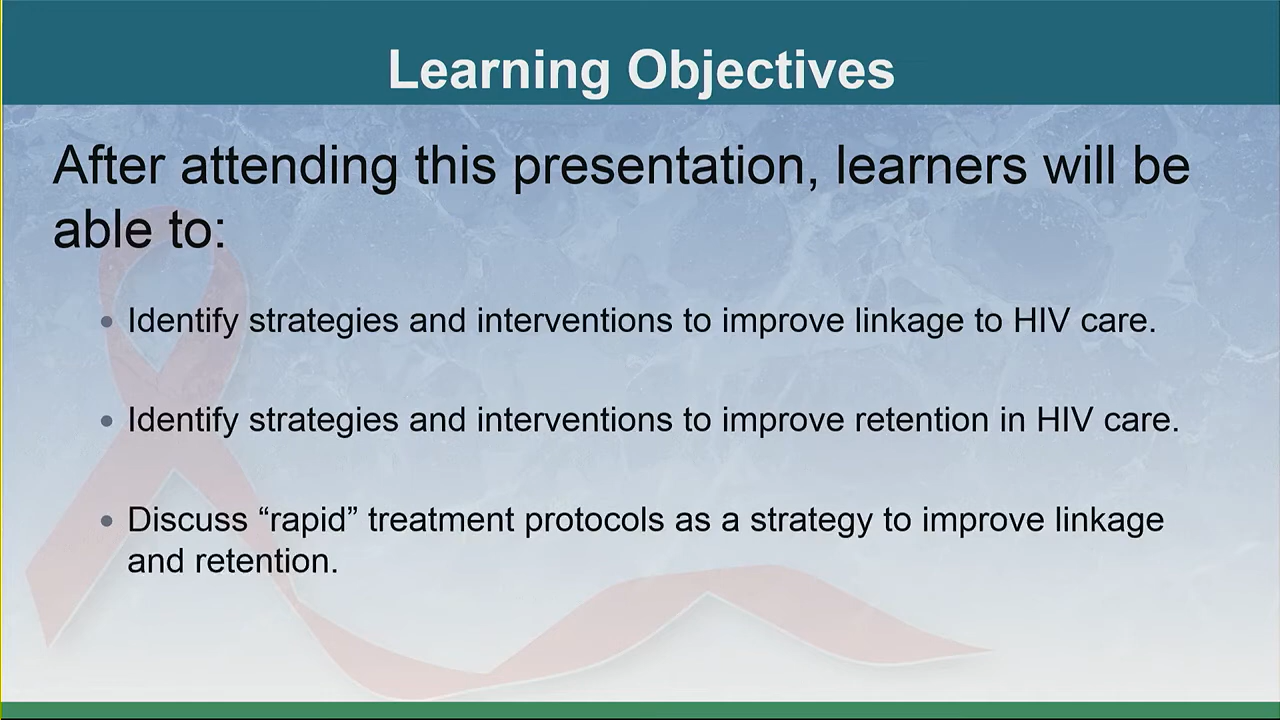 Learning Objectives
After attending this presentation, learners will be
able to:
• Identify strategies and interventions to improve linkage to HIV care.
• Identify strategies and interventions to improve retention in HIV care.
• Discuss “rapid” treatment protocols as a strategy to improve linkage
and retention.